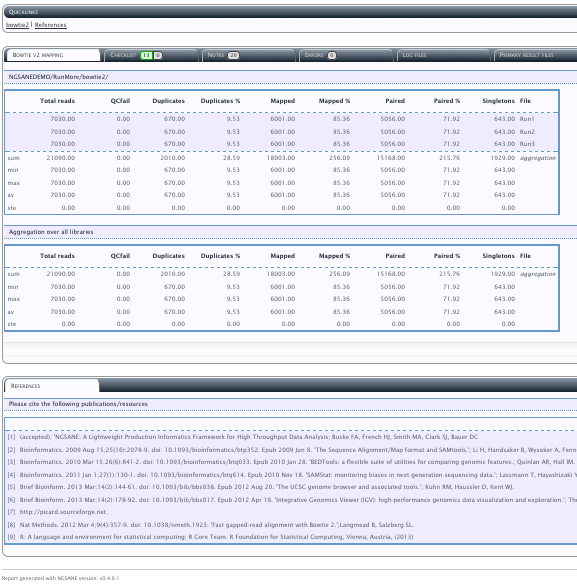 Quicklinks
bowtie2 | References
Bowtie v2 mapping Checklist 13 0 Notes 20 Errors 0 Log files Primary result files
NGSANEDEMO/RunMore/bowtie2/
Total reads QCfail Duplicates Duplicates % Mapped Mapped % Paired Paired % Singletons File
7030.00 0.00 670.00 9.53 6001.00 85.36 5056.00 71.92 643.00 Run1
7030.00 0.00 670.00 9.53 6001.00 85.36 5056.00 71.92 643.00 Run2
7030.00 0.00 670.00 9.53 6001.00 85.36 5056.00 71.92 643.00 Run3
sum 21090.00 0.00 2010.00 28.59 18003.00 256.09 15168.00 215.76 1929.00 aggregation
min 7030.00 0.00 670.00 9.53 6001.00 85.36 5056.00 71.92 643.00
max 7030.00 0.00 670.00 9.53 6001.00 85.36 5056.00 71.92 643.00
av 7030.00 0.00 670.00 9.53 6001.00 85.36 5056.00 71.92 643.00
ste 0.00 0.00 0.00 0.00 0.00 0.00 0.00 0.00 0.00
Aggregation over all libraries
Total reads QCfail Duplicates Duplicates % Mapped Mapped % Paired Paired % Singletons File
sum 21090.00 0.00 2010.00 28.59 18003.00 256.09 15168.00 215.76 1929.00 aggregation
min 7030.00 0.00 670.00 9.53 6001.00 85.36 5056.00 71.92 643.00
max 7030.00 0.00 670.00 9.53 6001.00 85.36 5056.00 71.92 643.00
av 7030.00 0.00 670.00 9.53 6001.00 85.36 5056.00 71.92 643.00
ste 0.00 0.00 0.00 0.00 0.00 0.00 0.00 0.00 0.00
References
Please cite the following publications/resources
[1] (accepted); 'NGSANE: A Lightweight Production Informatics Framework for High Throughput Data Analysis; Buske FA, French HJ, Smith MA, Clark SJ, Bauer DC
[2] Bioinformatics. 2009 Aug 15;25(16):2078-9. doi: 10.1093/bioinformatics/btp352. Epub 2009 Jun 8. 'The Sequence Alignment/Map format and SAMtools.'; Li H, Handsaker B, Wysoker A, Fenn
[3] Bioinformatics. 2010 Mar 15;26(6):841-2. doi: 10.1093/bioinformatics/btq033. Epub 2010 Jan 28. 'BEDTools: a flexible suite of utilities for comparing genomic features.; Quinlan AR, Hall IM.
[4] Bioinformatics. 2011 Jan 1;27(1):130-1. doi: 10.1093/bioinformatics/btq614. Epub 2010 Nov 18. 'SAMStat: monitoring biases in next generation sequencing data.'; Lassmann T, Hayashizaki Y
[5] Brief Bioinform. 2013 Mar;14(2):144-61. doi: 10.1093/bib/bbs038. Epub 2012 Aug 20. 'The UCSC genome browser and associated tools.'; Kuhn RM, Haussler D, Kent WJ.
[6] Brief Bioinform. 2013 Mar;14(2):178-92. doi: 10.1093/bib/bbs017. Epub 2012 Apr 19. 'Integrative Genomics Viewer (IGV): high-performance genomics data visualization and exploration.'; Tho
[7] http://picard.sourceforge.net.
[8] Nat Methods. 2012 Mar 4;9(4):357-9. doi: 10.1038/nmeth.1923. 'Fast gapped-read alignment with Bowtie 2.';Langmead B, Salzberg SL.
[9] R: A language and environment for statistical computing; R Core Team. R Foundation for Statistical Computing, Vienna, Austria, (2013)
Report generated with NGSANE version: v0.4.0.1